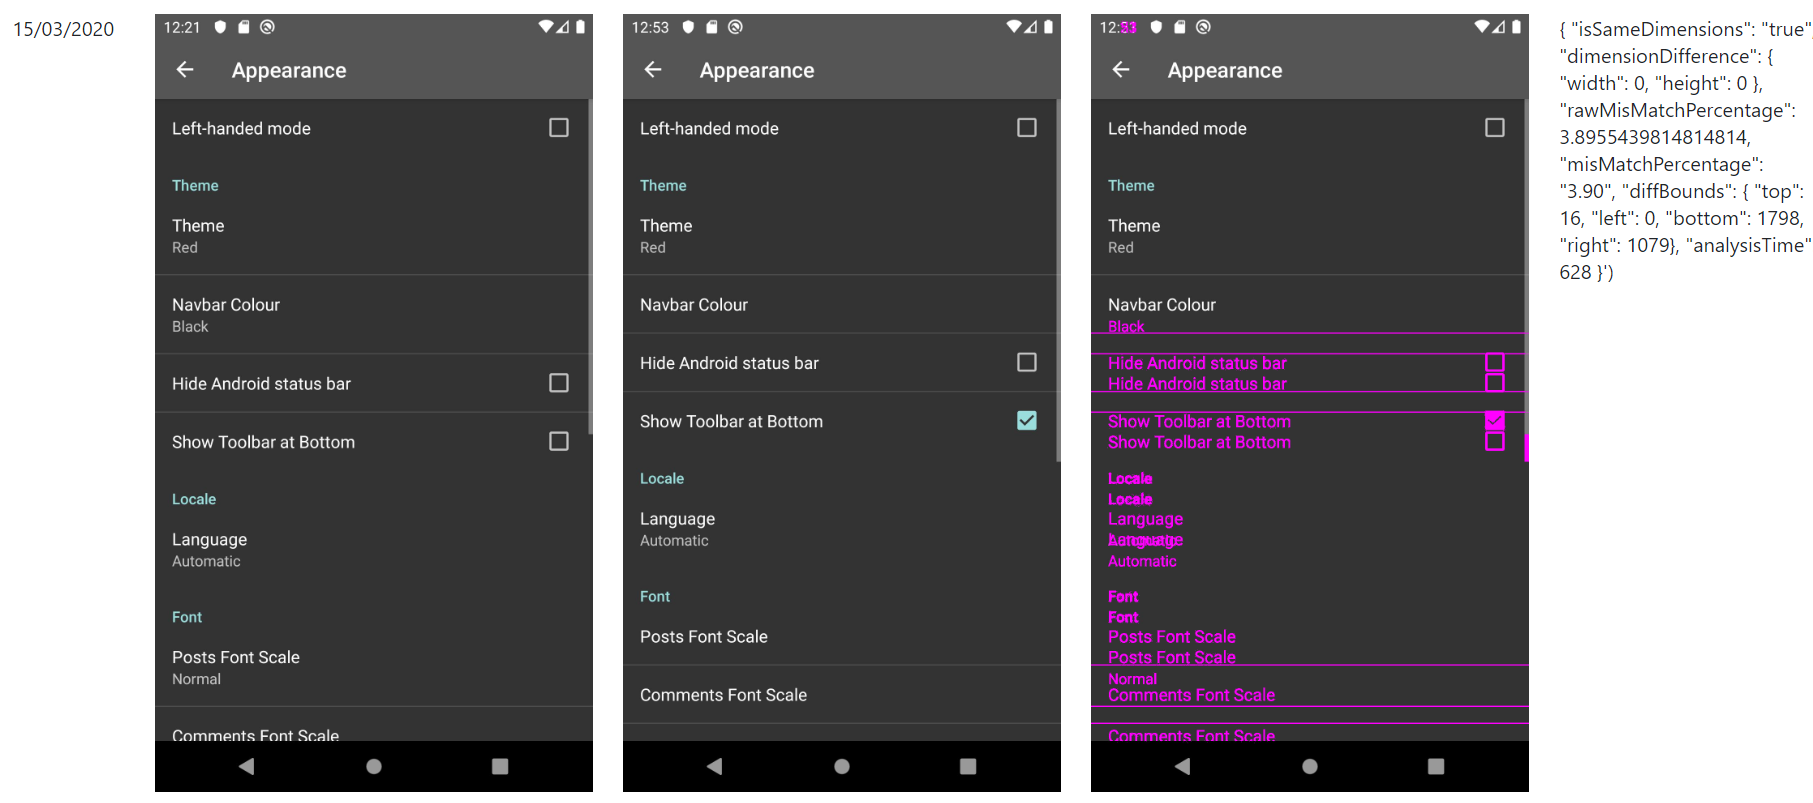 15/03/2020
12:21
Appearance
Left-handed mode
Theme
Theme
Red
Navbar Colour
Black
Hide Android status bar
Show Toolbar at Bottom
Locale
Language
Automatic
Font
Posts Font Scale
Normal
Comments Font Scale
12:53
Appearance
Left-handed mode
Theme
Theme
Red
Navbar Colour
Hide Android status bar
Show Toolbar at Bottom
Locale
Language
Automatic
Font
Posts Font Scale
Comments Font Scale
Appearance
Left-handed mode
Theme
Theme
Red
Navbar Colour
Black
Hide Android status bar
Hide Android status bar
Show Toolbar at Bottom
Show Toolbar at Bottom
Locale
Locale
Language
Language
Automatic
Font
Font
Posts Font Scale
Posts Font Scale
Normal
Comments Font Scale
Comments Font Scale
{ "isSameDimensions": "true",
"dimensionDifference": {
"width": 0, "height": 0 },
"rawMisMatchPercentage":
3.8955439814814814,
"misMatchPercentage":
"3.90", "diffBounds": { "top":
16, "left": 0, "bottom": 1798,
"right": 1079}, "analysisTime"
628 }')